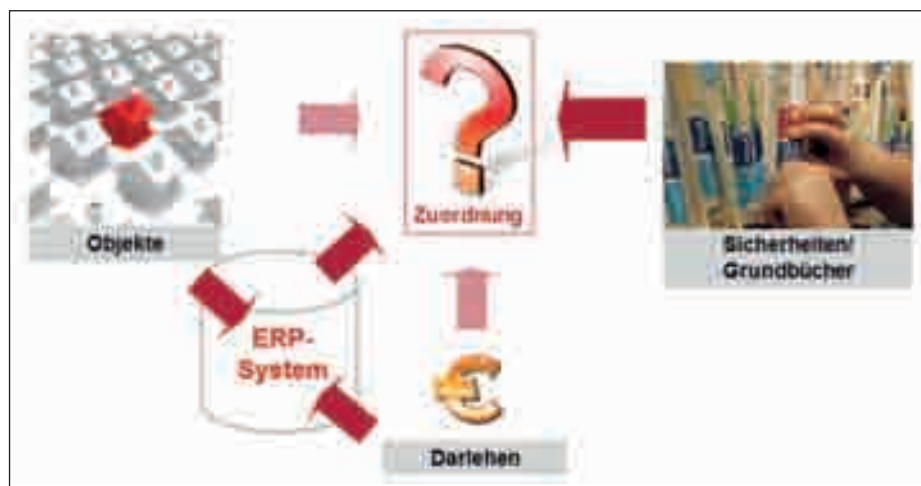 Zuordnung
Objekte
Sicherheiten/
Grundbücher
ERP-
System
Darlehen